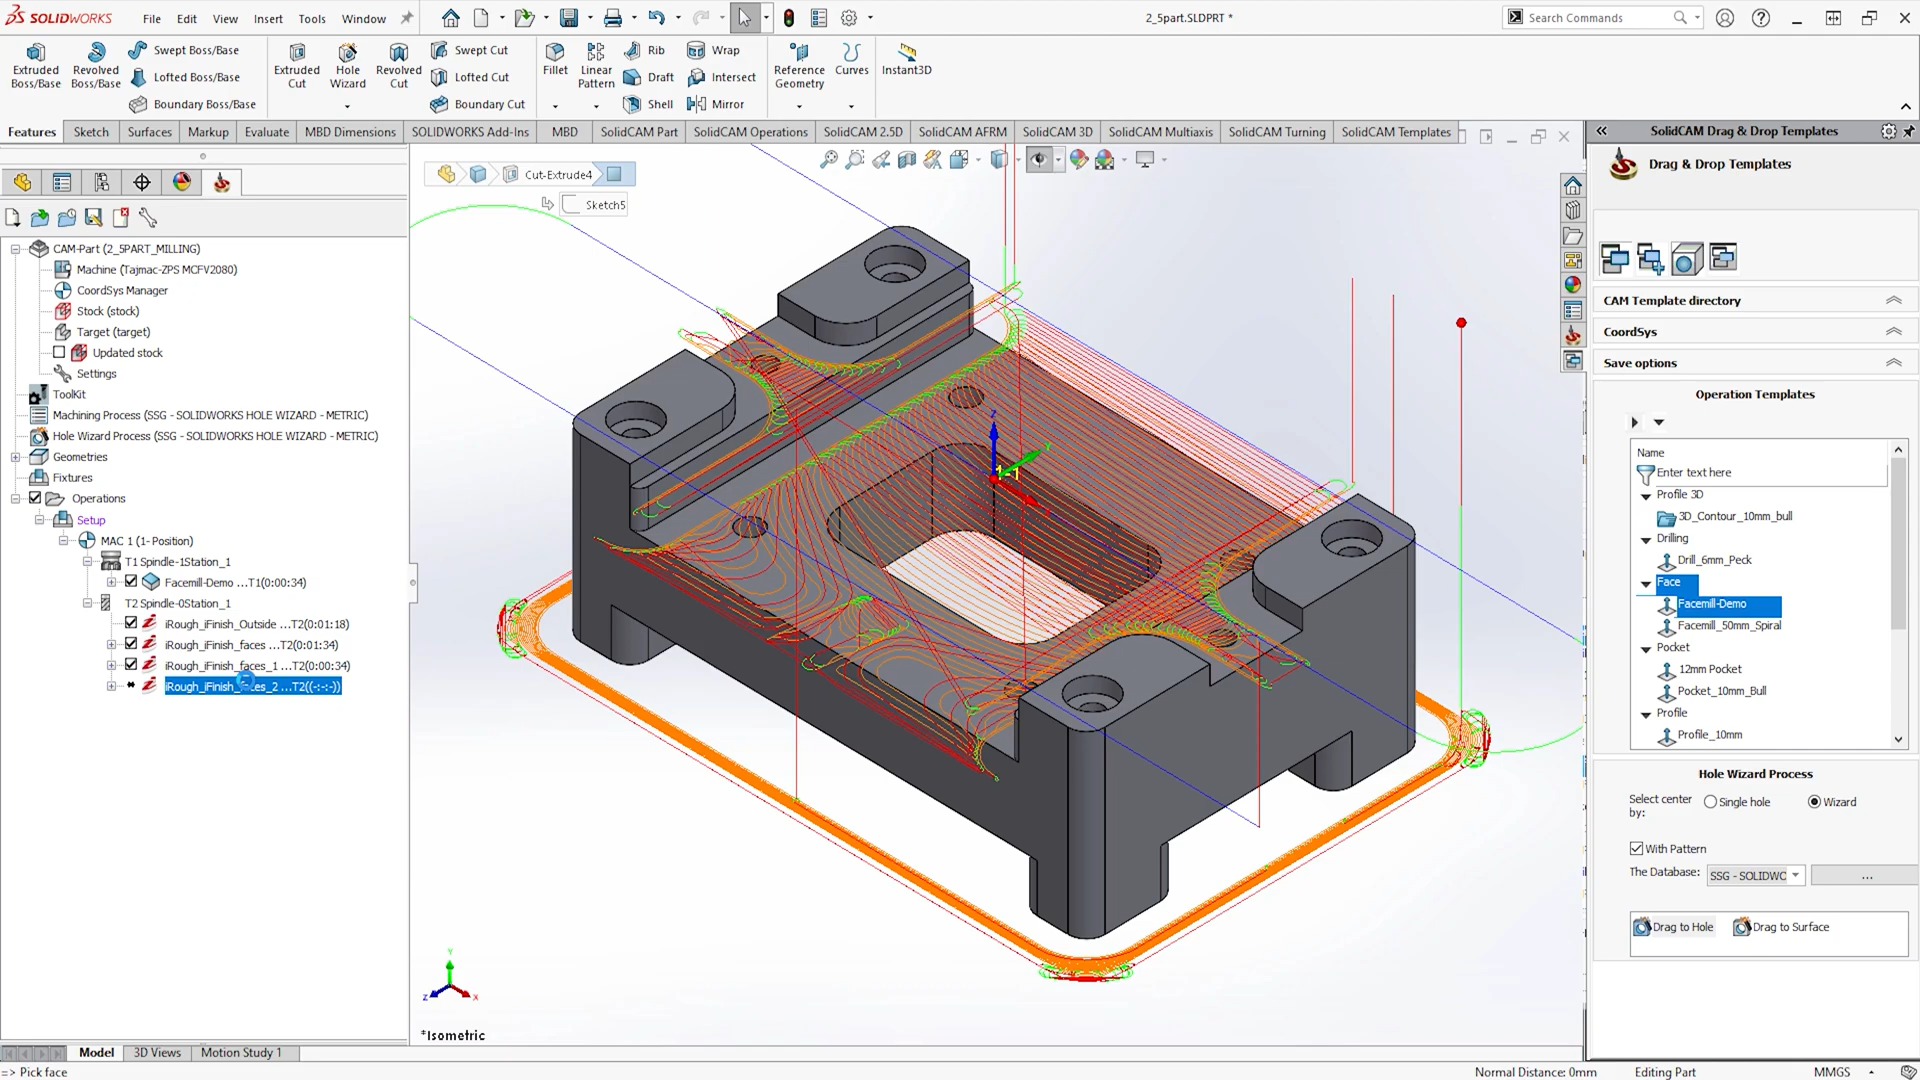 SOLIDWORKS File Edit View Insert Tools Window
2_5part.SLDPRT *
Search Commands
Extruded Boss/Base
Revolved Boss/Base
Swept Boss/Base
Lofted Boss/Base
Boundary Boss/Base
Extruded Cut
Hole Wizard
Revolved Cut
Swept Cut
Lofted Cut
Boundary Cut
Fillet
Linear Pattern
Rib
Draft
Shell
Wrap
Intersect
Mirror
Reference Geometry
Curves
Instant3D
Features Sketch Surfaces Markup Evaluate MBD Dimensions SOLIDWORKS Add-Ins MBD SolidCAM Part SolidCAM Operations SolidCAM 2.5D SolidCAM AFRM SolidCAM 3D SolidCAM Multiaxis SolidCAM Turning SolidCAM Templates
CAM-Part (2_5PART_MILLING)
Machine (Tajmac-ZPS MCFV2080)
CoordSys Manager
Stock (stock)
Target (target)
Updated stock
Settings
ToolKit
Machining Process (SSG - SOLIDWORKS HOLE WIZARD - METRIC)
Hole Wizard Process (SSG - SOLIDWORKS HOLE WIZARD - METRIC)
Geometries
Fixtures
Operations
Setup
MAC 1 (1- Position)
T1 Spindle-1Station_1
Facemill-Demo ...T1(0:00:34)
T2 Spindle-0Station_1
iRough_iFinish_Outside ...T2(0:01:18)
iRough_iFinish_faces ...T2(0:01:34)
iRough_iFinish_faces_1 ...T2(0:00:34)
iRough_iFinish_faces_2 ...T2((-:-:-))
Cut-Extrude4
Sketch5
Z
1-1
Y
Z
X
*Isometric
SolidCAM Drag & Drop Templates
Drag & Drop Templates
CAM Template directory
CoordSys
Save options
Operation Templates
Name
Enter text here
Profile 3D
3D_Contour_10mm_bull
Drilling
Drill_6mm_Peck
Face
Facemill-Demo
Facemill_50mm_Spiral
Pocket
12mm Pocket
Pocket_10mm_Bull
Profile
Profile_10mm
Hole Wizard Process
Select center by: Single hole Wizard
With Pattern
The Database: SSG - SOLIDWC ...
Drag to Hole Drag to Surface
Model 3D Views Motion Study 1
=> Pick face
Normal Distance: 0mm Editing Part MMGS